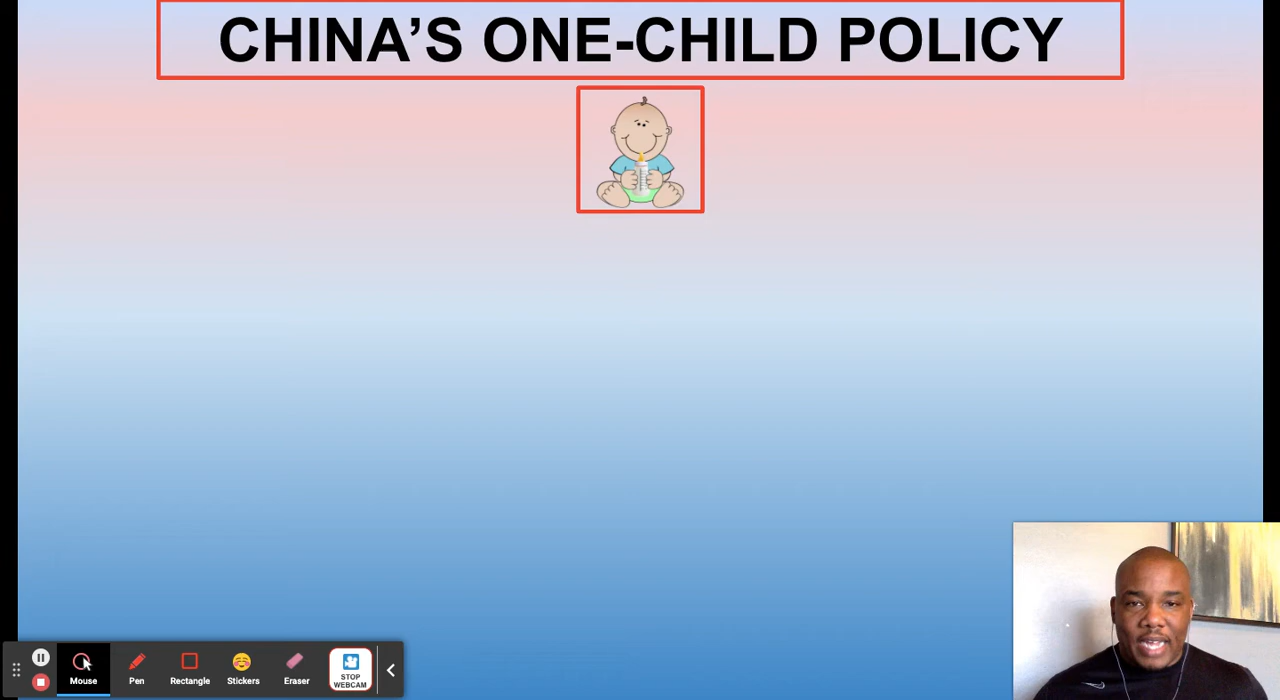 CHINA’S ONE-CHILD POLICY
Mouse
Pen
Rectangle
Stickers
Eraser
STOP
WEBCAM